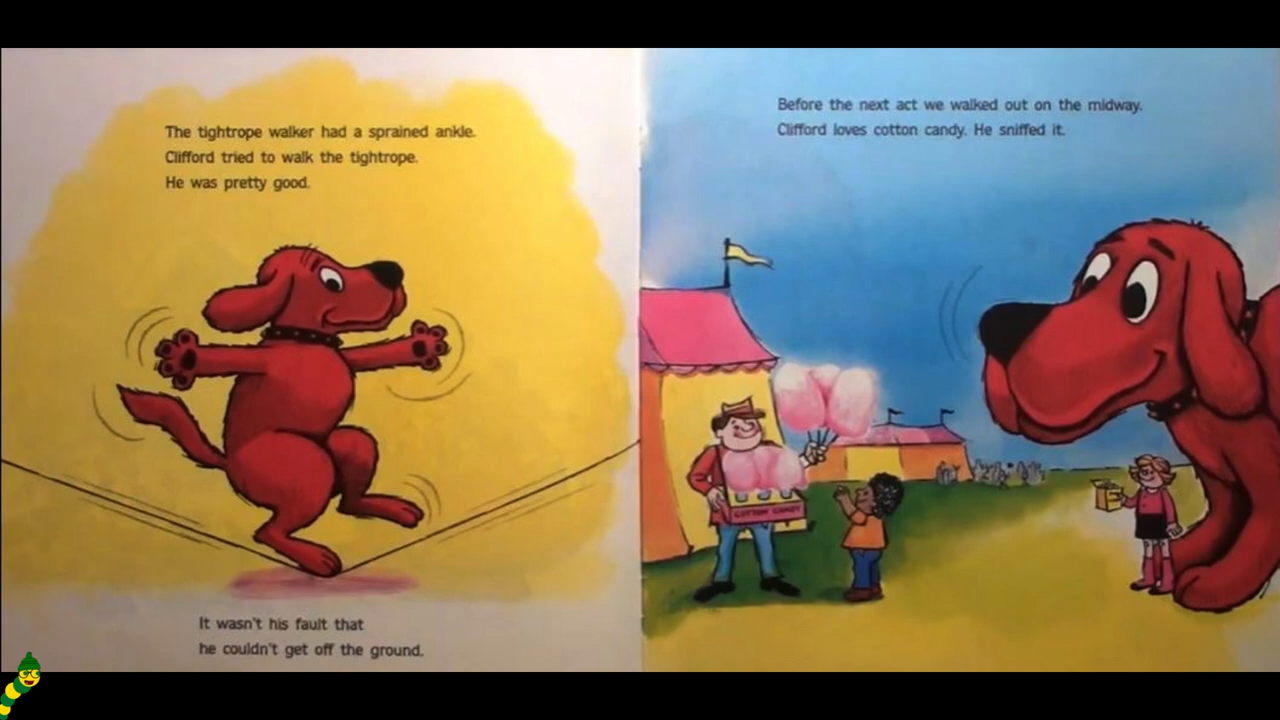 The tightrope walker had a sprained ankle.
Clifford tried to walk the tightrope.
He was pretty good.
It wasn't his fault that
he couldn't get off the ground.
Before the next act we walked out on the midway.
Clifford loves cotton candy. He sniffed it.
COTTON CANDY